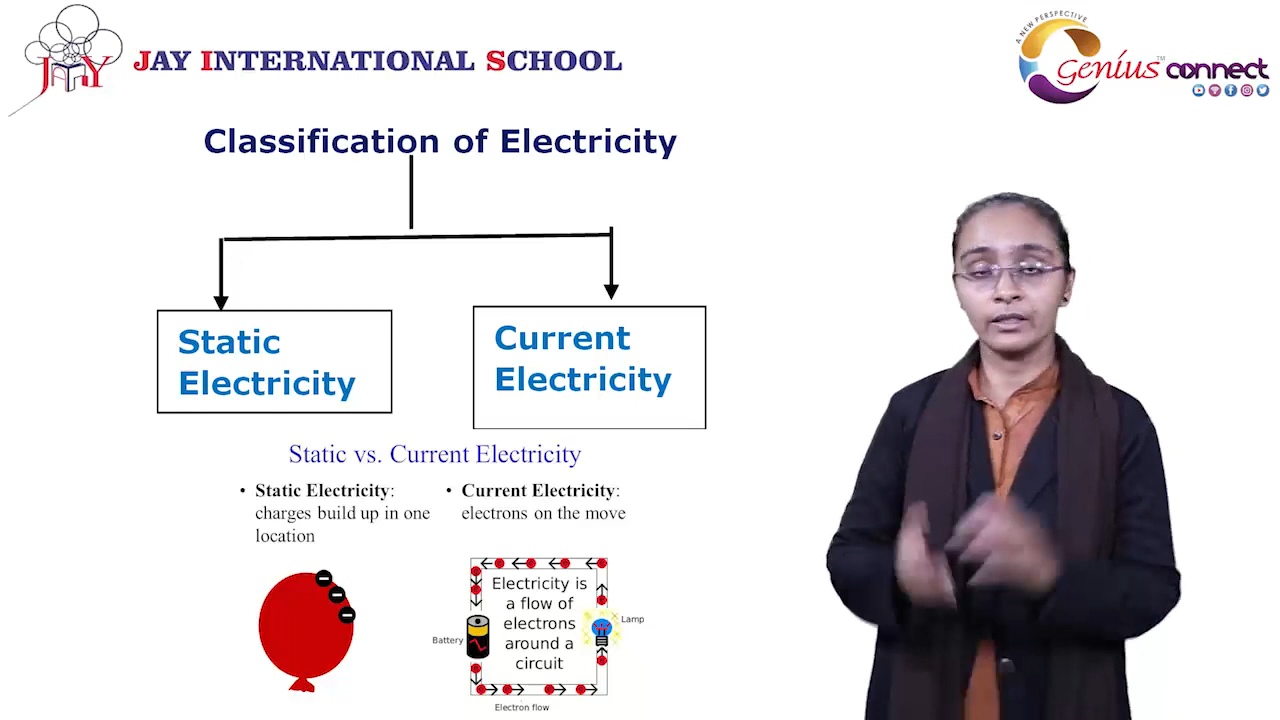 JAY
JAY INTERNATIONAL SCHOOL
A NEW PERSPECTIVE
Genius™ connect
Classification of Electricity
Static
Electricity
Current
Electricity
Static vs. Current Electricity
• Static Electricity:
charges build up in one
location
• Current Electricity:
electrons on the move
Electricity is
a flow of
electrons
around a
circuit
Battery
Lamp
Electron flow